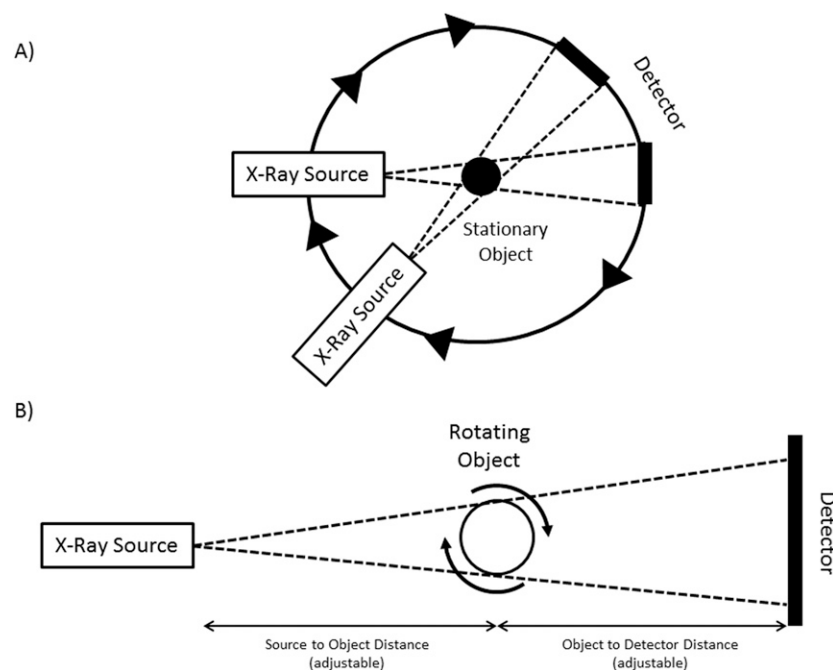 A)
Detector
X-Ray Source
Stationary
Object
X-Ray Source
B)
Rotating
Object
X-Ray Source
Detector
Source to Object Distance
(adjustable)
Object to Detector Distance
(adjustable)